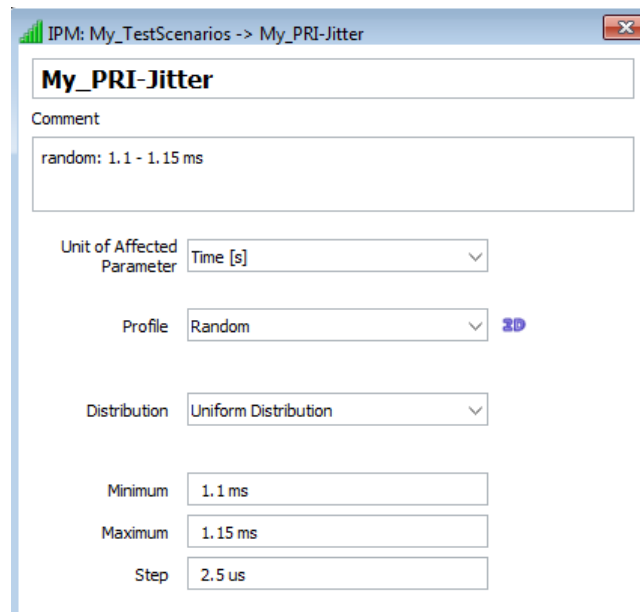 IPM: My_TestScenarios -> My_PRI-Jitter
My_PRI-Jitter
Comment
random: 1.1 - 1.15 ms
Unit of Affected
Parameter
Time [s]
Profile
Random
2D
Distribution
Uniform Distribution
Minimum
1.1 ms
Maximum
1.15 ms
Step
2.5 us